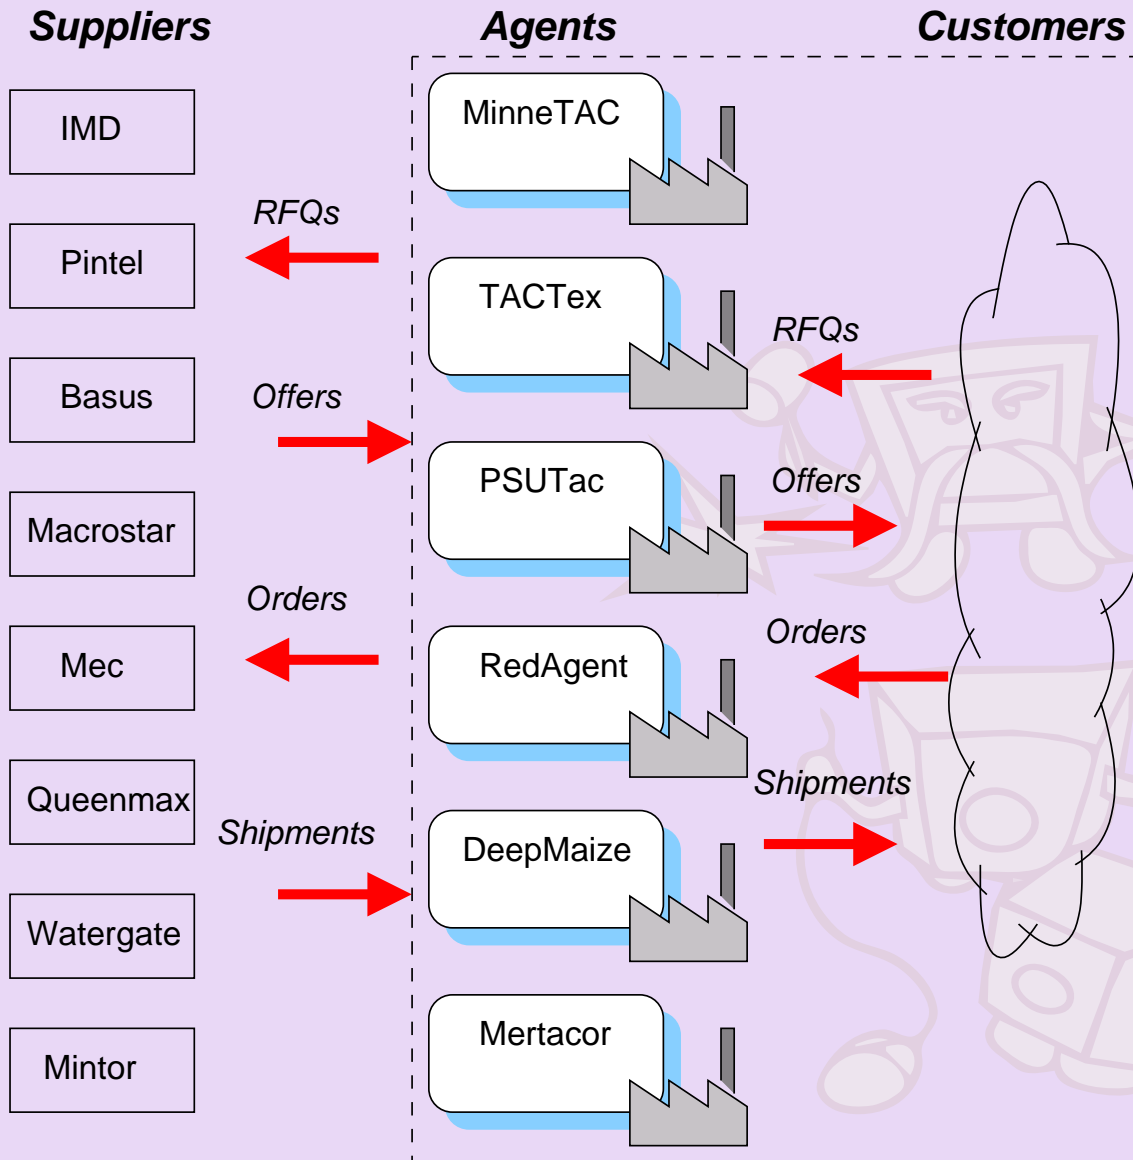 Suppliers
Agents
Customers
IMD
Pintel
Basus
Macrostar
Mec
Queenmax
Watergate
Mintor
RFQs
Offers
Orders
Shipments
MinneTAC
TACTex
PSUTac
RedAgent
DeepMaize
Mertacor
RFQs
Offers
Orders
Shipments